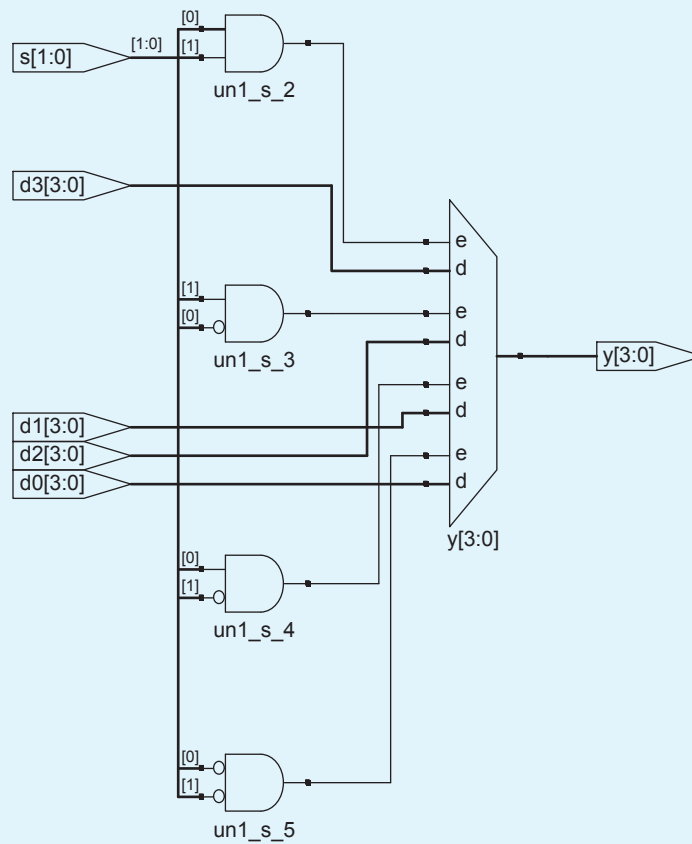 [0]
s[1:0]
[1:0]
[1]
un1_s_2
d3[3:0]
e
d
[1]
[0]
un1_s_3
e
d
y[3:0]
e
d1[3:0]
d
d2[3:0]
e
d0[3:0]
d
y[3:0]
[0]
[1]
un1_s_4
[0]
[1]
un1_s_5